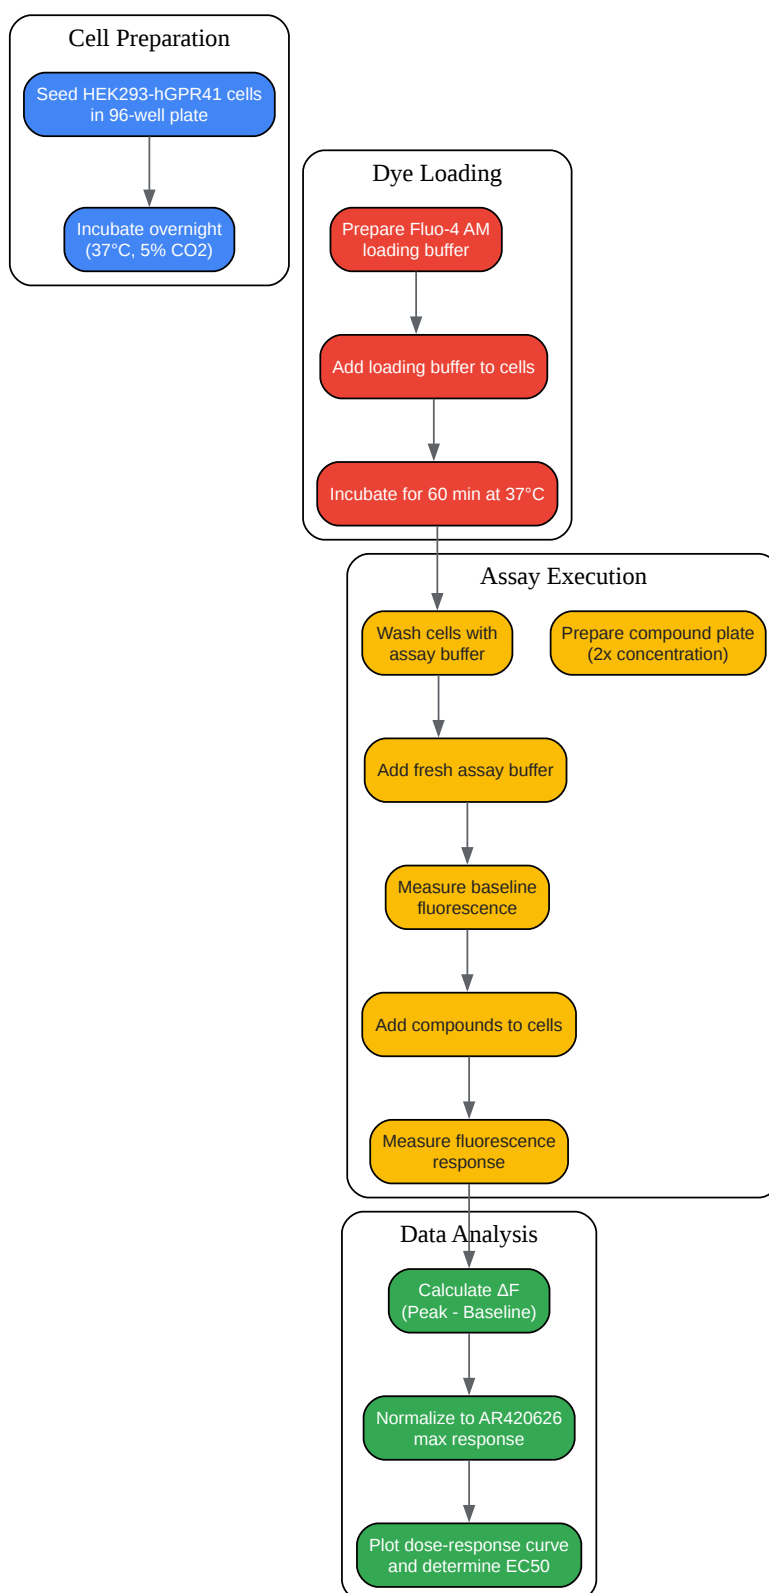 Cell Preparation
Seed HEK293-hGPR41 cells
in 96-well plate
Incubate overnight
(37°C, 5% CO2)
Dye Loading
Prepare Fluo-4 AM
loading buffer
Add loading buffer to cells
Incubate for 60 min at 37°C
Assay Execution
Wash cells with
assay buffer
Prepare compound plate
(2x concentration)
Add fresh assay buffer
Measure baseline
fluorescence
Add compounds to cells
Measure fluorescence
response
Data Analysis
Calculate ΔF
(Peak - Baseline)
Normalize to AR420626
max response
Plot dose-response curve
and determine EC50